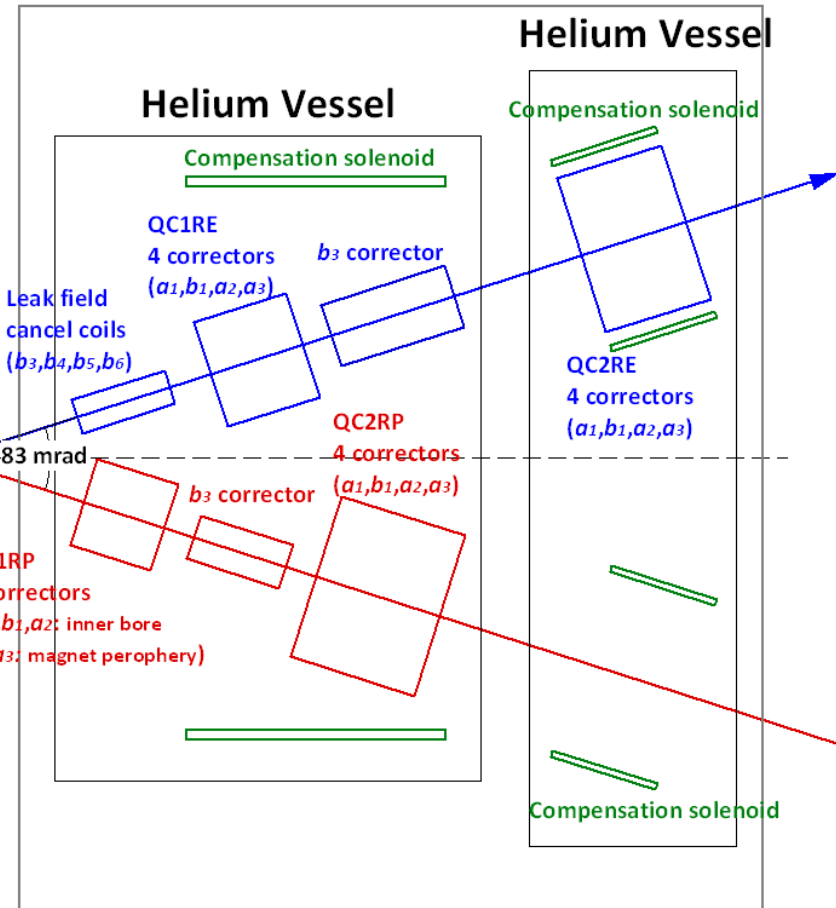 Helium Vessel
Helium Vessel
Compensation solenoid
Compensation solenoid
QC1RE
4 correctors
(a1,b1,a2,a3)
b3 corrector
Leak field
cancel coils
(b3,b4,b5,b6)
QC2RE
4 correctors
(a1,b1,a2,a3)
QC2RP
4 correctors
(a1,b1,a2,a3)
83 mrad
b3 corrector
1RP
orrectors
b1,a2: inner bore
a3: magnet perophery)
Compensation solenoid